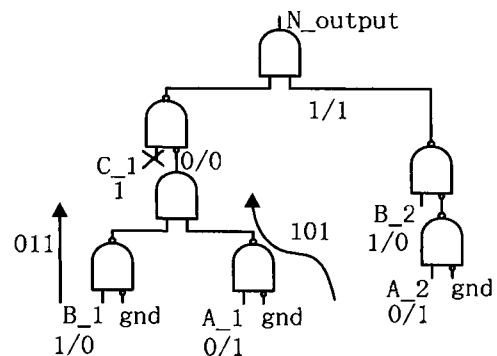 N_output
1/1
C_1
0/0
1
B_2
011
101
1/0
B_1 gnd
A_1 gnd
A_2 gnd
1/0
0/1
0/1